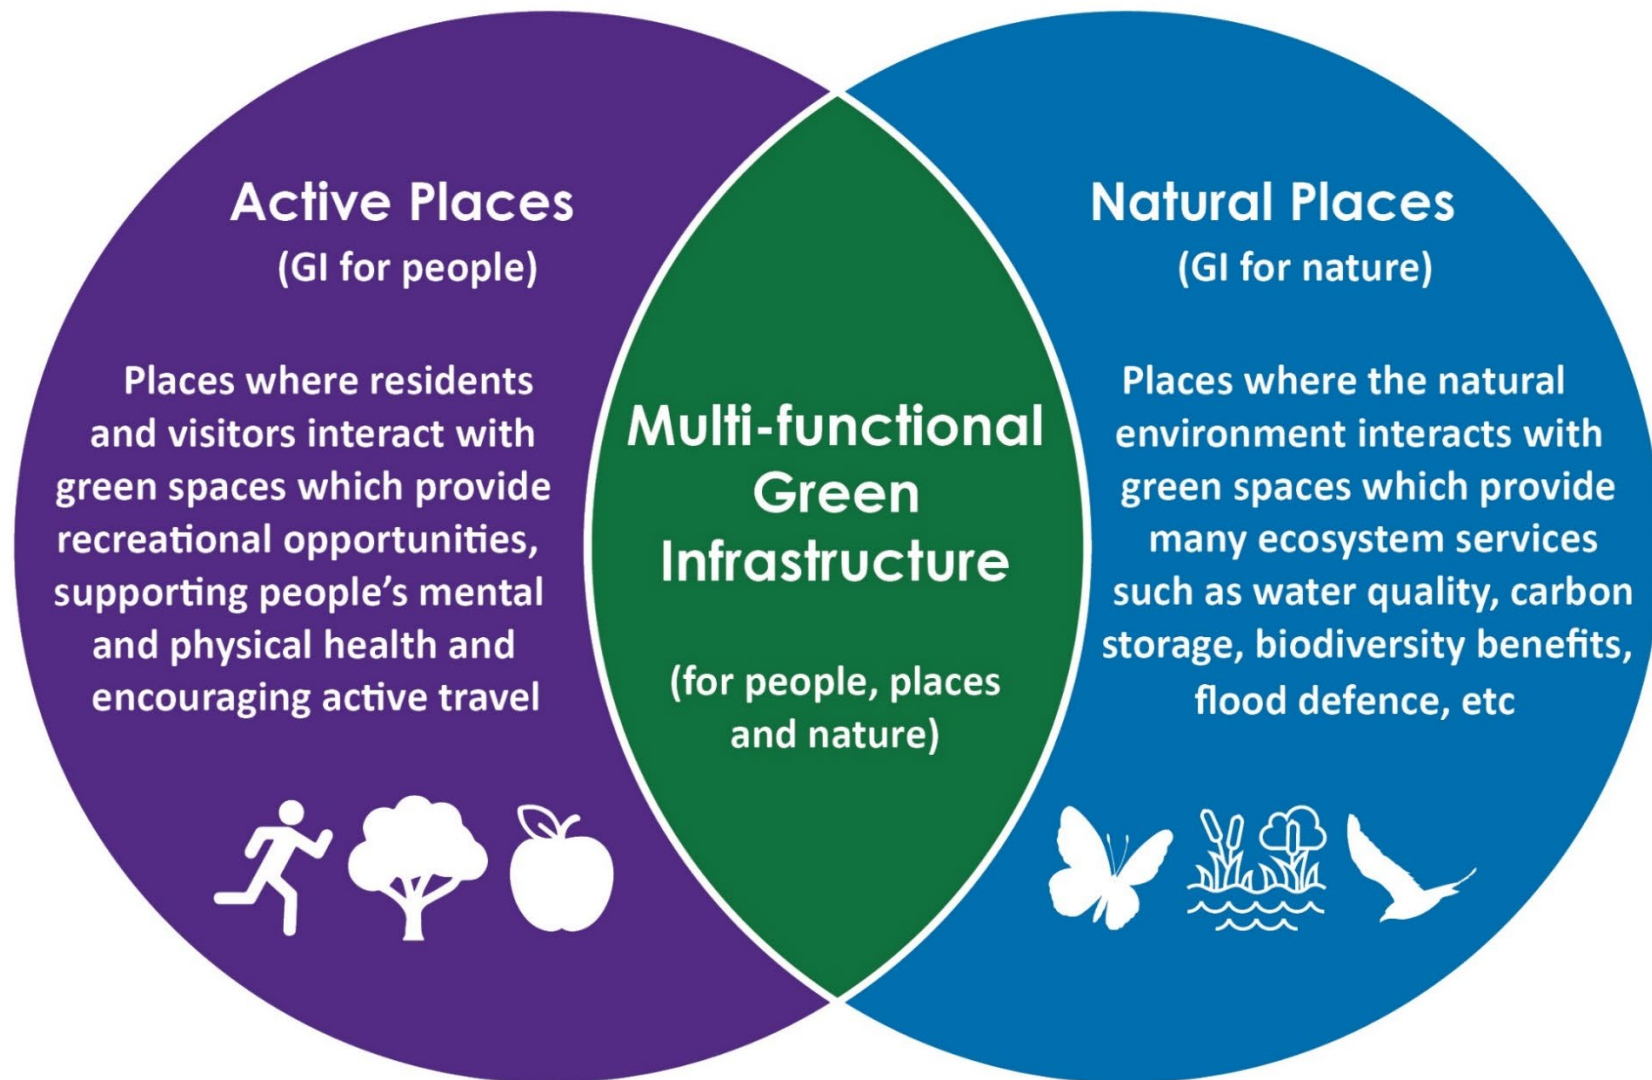 Active Places
(GI for people)
Places where residents
and visitors interact with
green spaces which provide
recreational opportunities,
supporting people’s mental
and physical health and
encouraging active travel
Multi-functional
Green
Infrastructure
(for people, places
and nature)
Natural Places
(GI for nature)
Places where the natural
environment interacts with
green spaces which provide
many ecosystem services
such as water quality, carbon
storage, biodiversity benefits,
flood defence, etc